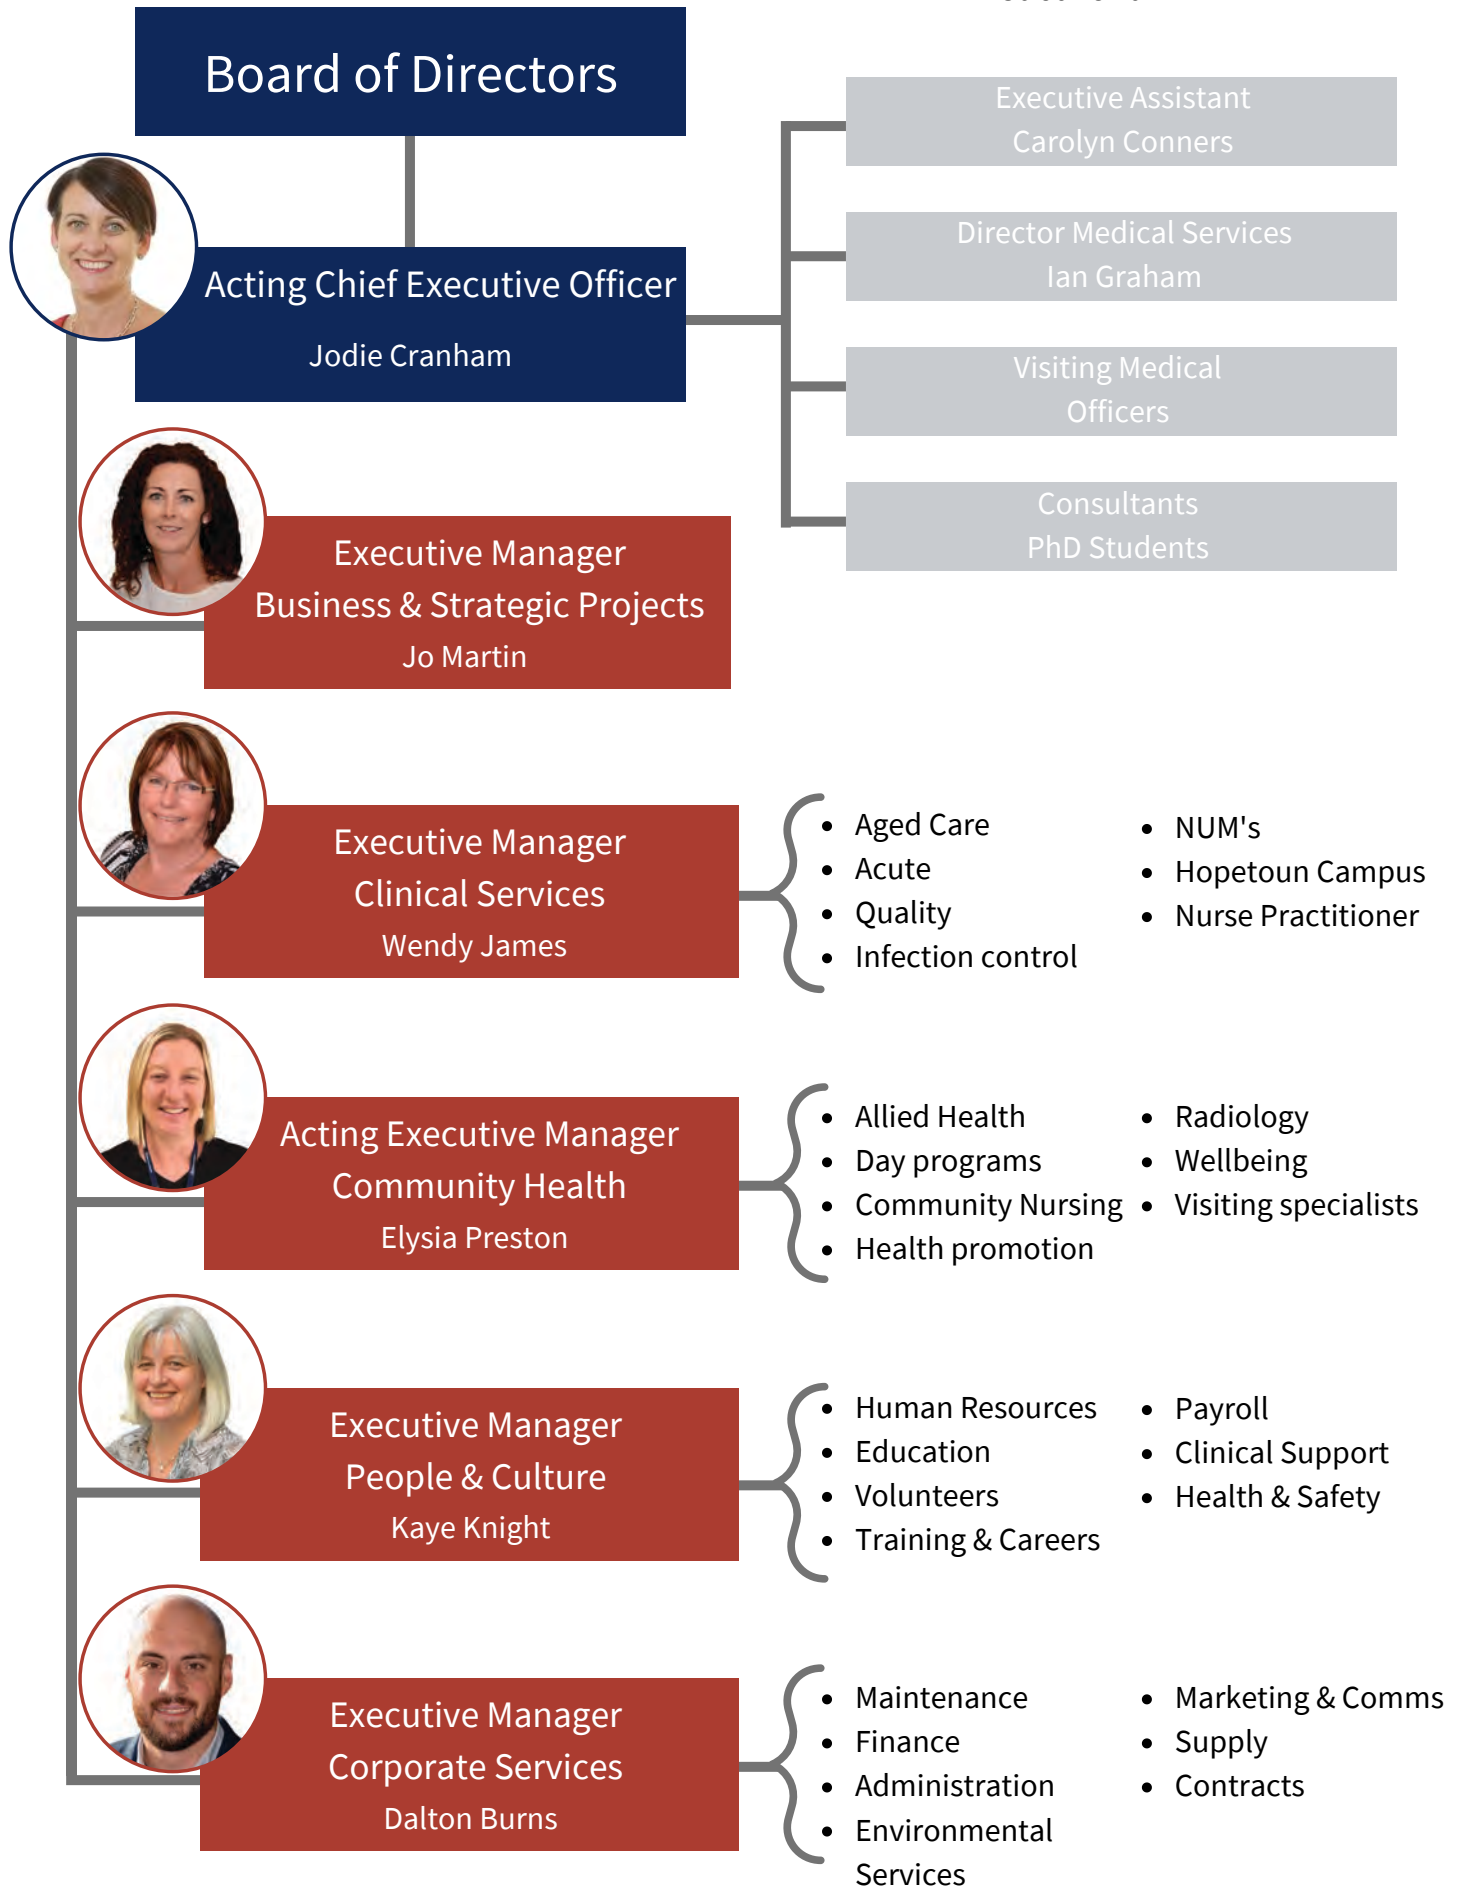 Board of Directors
Acting Chief Executive Officer
Jodie Cranham
Executive Assistant
Carolyn Conners
Director Medical Services
Ian Graham
Visiting Medical
Officers
Consultants
PhD Students
Executive Manager
Business & Strategic Projects
Jo Martin
Executive Manager
Clinical Services
Wendy James
• Aged Care
• Acute
• Quality
• Infection control
• NUM's
• Hopetoun Campus
• Nurse Practitioner
Acting Executive Manager
Community Health
Elysia Preston
• Allied Health
• Day programs
• Community Nursing
• Health promotion
• Radiology
• Wellbeing
• Visiting specialists
Executive Manager
People & Culture
Kaye Knight
• Human Resources
• Education
• Volunteers
• Training & Careers
• Payroll
• Clinical Support
• Health & Safety
Executive Manager
Corporate Services
Dalton Burns
• Maintenance
• Finance
• Administration
• Environmental
Services
• Marketing & Comms
• Supply
• Contracts